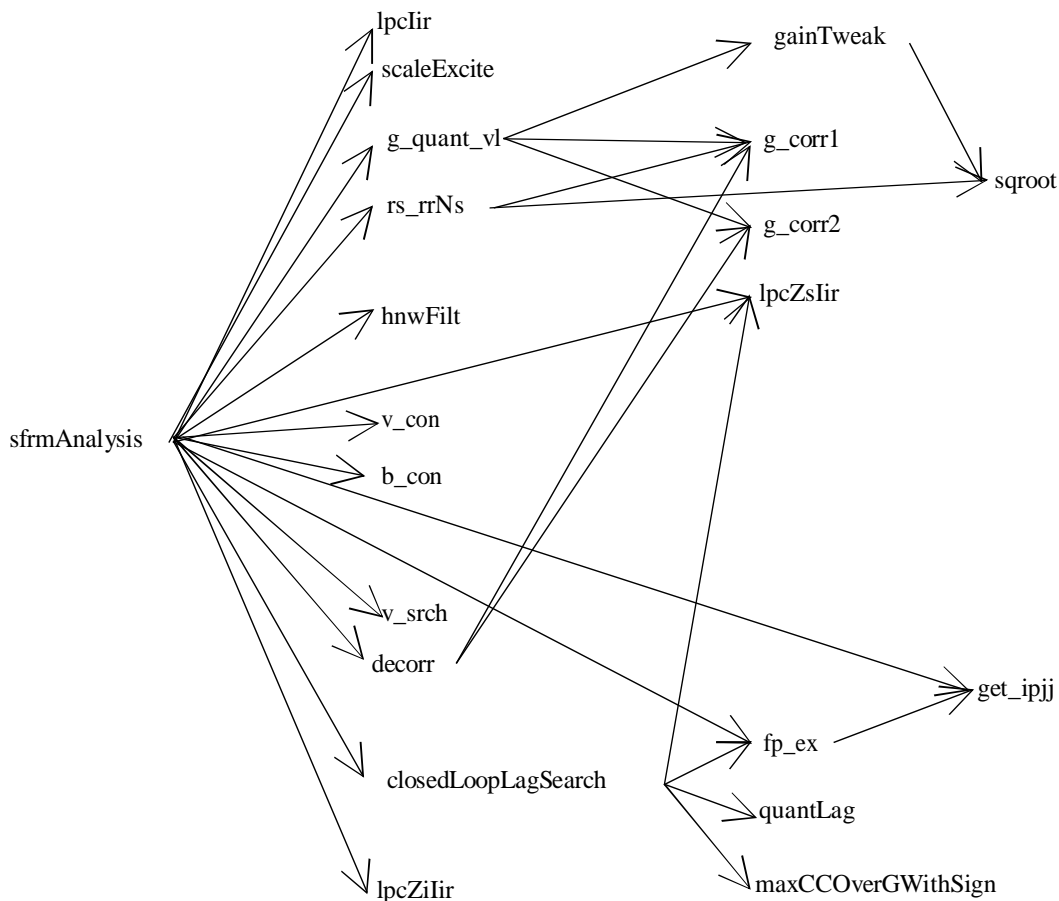 lpcIir
gainTweak
scaleExcite
g_quant_vl
g_corr1
sqroot
rs_rrNs
g_corr2
lpcZsIir
hnwFilt
v_con
sfrmAnalysis
b_con
v_srch
decorr
get_ipjj
fp_ex
closedLoopLagSearch
quantLag
maxCCOverGWithSign
lpcZiIir